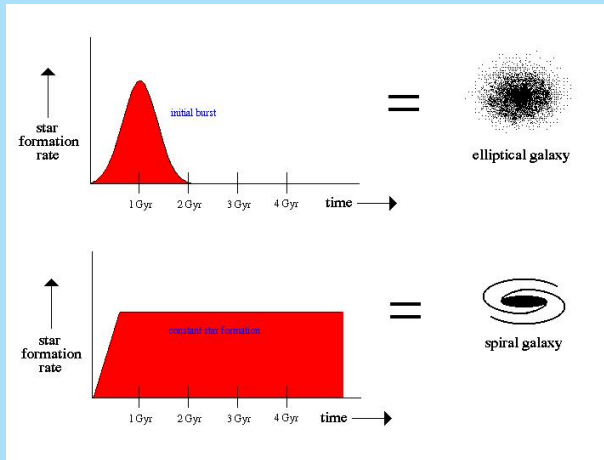 star
formation
rate
initial burst
1 Gyr 2 Gyr 3 Gyr 4 Gyr time
=
elliptical galaxy
star
formation
rate
constant star formation
1 Gyr 2 Gyr 3 Gyr 4 Gyr time
=
spiral galaxy